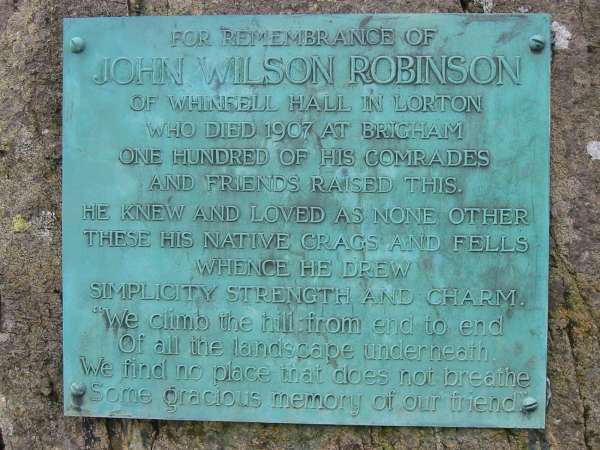 FOR REMEMBRANCE OF
JOHN WILSON ROBINSON
OF WHINFELL HALL IN LORTON
WHO DIED 1907 AT BRIGHAM
ONE HUNDRED OF HIS COMRADES
AND FRIENDS RAISED THIS.
HE KNEW AND LOVED AS NONE OTHER
THESE HIS NATIVE CRAGS AND FELLS
WHENCE HE DREW
SIMPLICITY STRENGTH AND CHARM.
"We climb the hill: from end to end
Of all the landscape underneath.
We find no place that does not breathe
Some gracious memory of our friend"